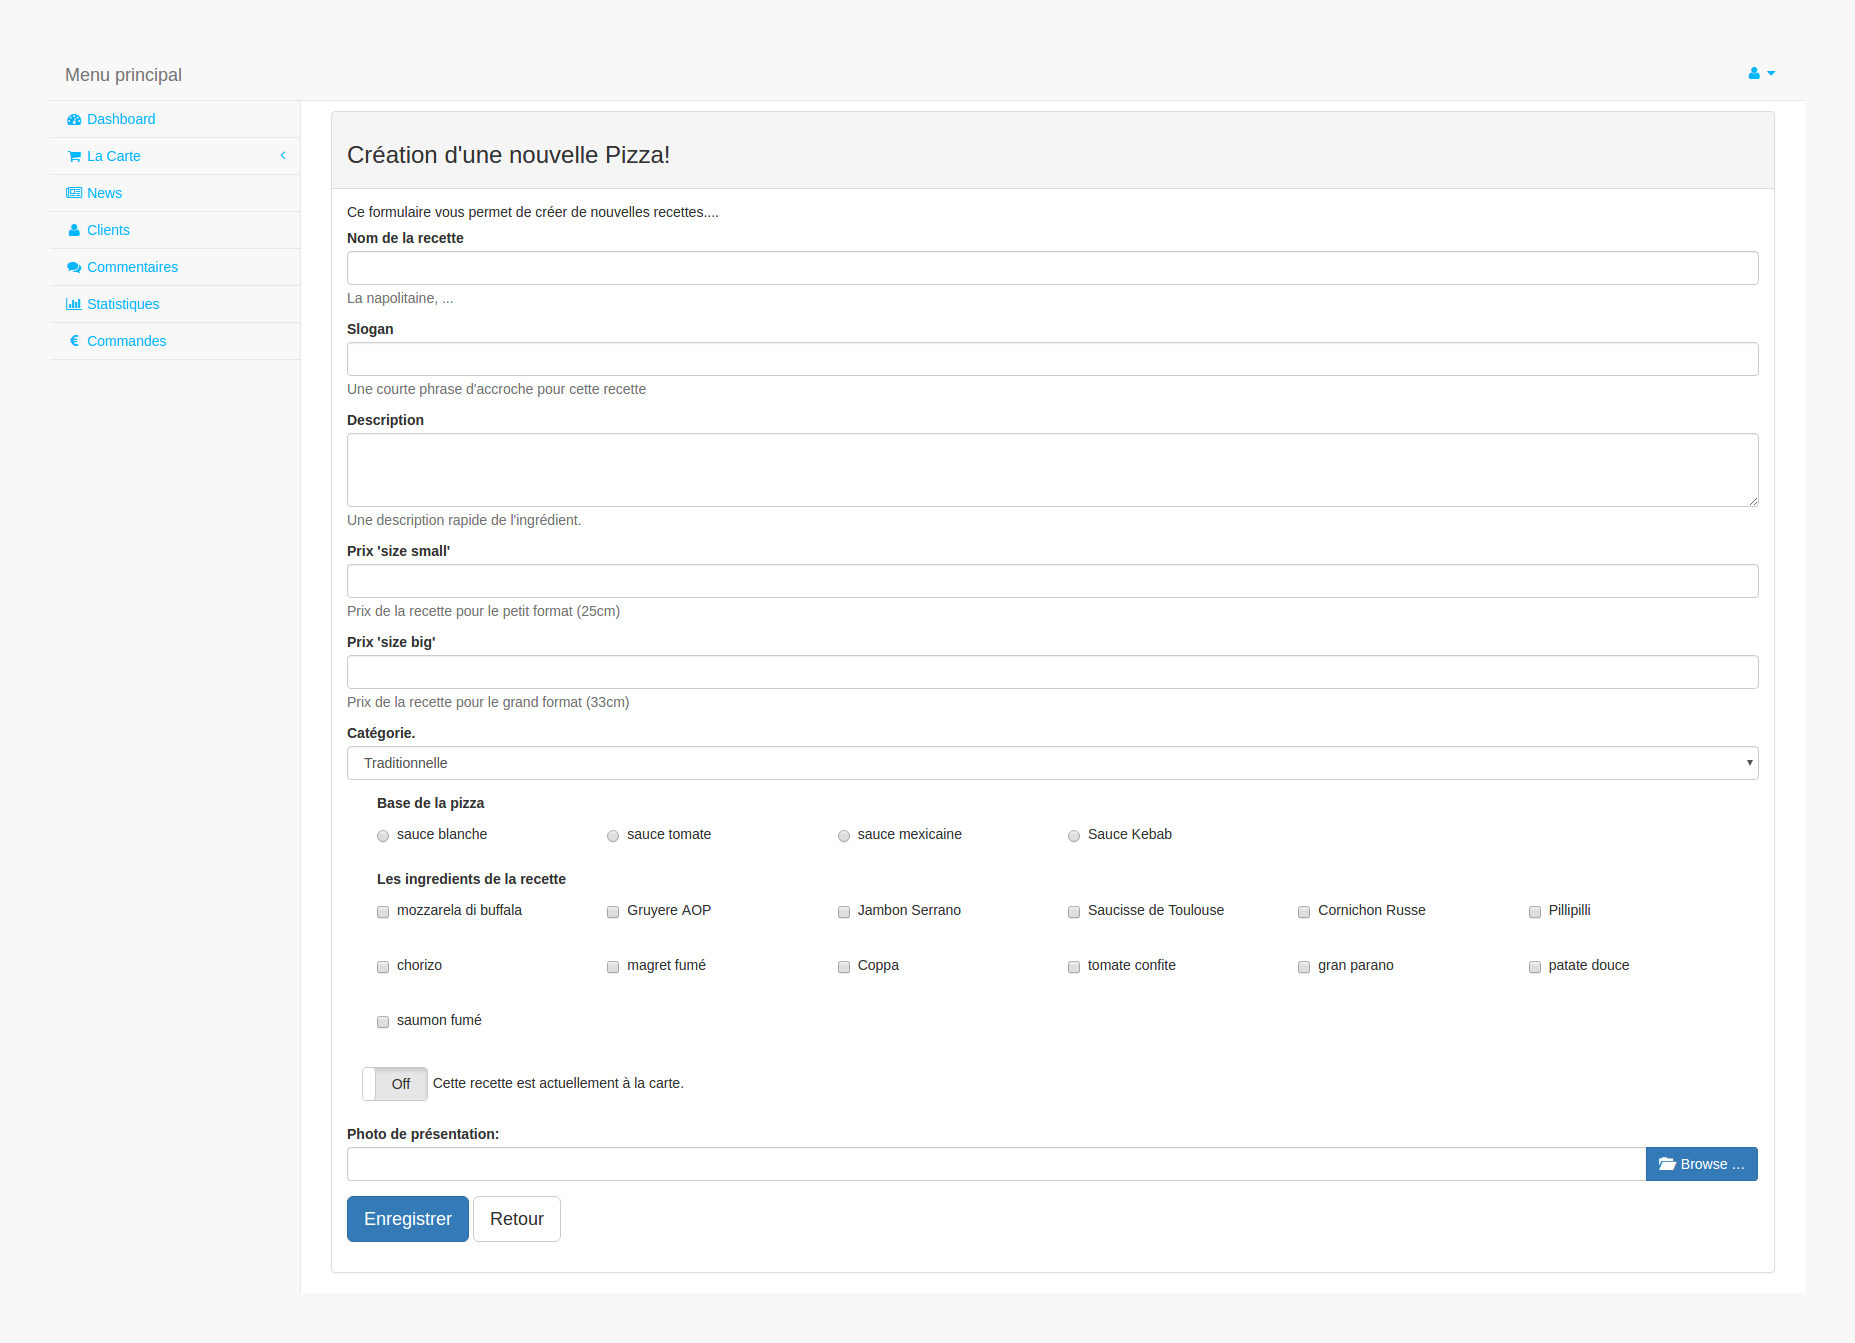 Menu principal
Dashboard
La Carte
News
Clients
Commentaires
Statistiques
Commandes
Création d'une nouvelle Pizza!
Ce formulaire vous permet de créer de nouvelles recettes....
Nom de la recette
La napolitaine, ...
Slogan
Une courte phrase d'accroche pour cette recette
Description
Une description rapide de l'ingrédient.
Prix 'size small'
Prix de la recette pour le petit format (25cm)
Prix 'size big'
Prix de la recette pour le grand format (33cm)
Catégorie.
Traditionnelle
Base de la pizza
sauce blanche sauce tomate sauce mexicaine Sauce Kebab
Les ingredients de la recette
mozzarela di buffala Gruyere AOP Jambon Serrano Saucisse de Toulouse Cornichon Russe Pillipilli
chorizo magret fumé Coppa tomate confite gran parano patate douce
saumon fumé
Off Cette recette est actuellement à la carte.
Photo de présentation:
Browse …
Enregistrer Retour